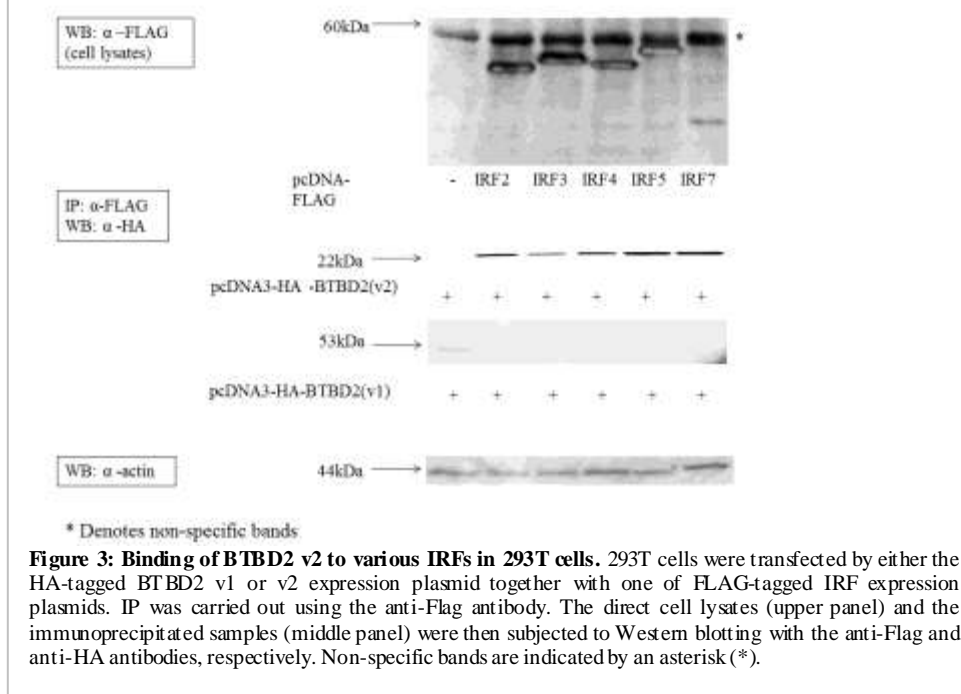 WB: α–FLAG
(cell lysates)
60kDa
*
pcDNA-
FLAG
- IRF2 IRF3 IRF4 IRF5 IRF7
IP: α-FLAG
WB: α -HA
22kDa
pcDNA3-HA -BTBD2(v2)
+ + + + + +
53kDa
pcDNA3-HA-BTBD2(v1)
+ + + + + +
WB: α -actin
44kDa
* Denotes non-specific bands
Figure 3: Binding of BTBD2 v2 to various IRFs in 293T cells. 293T cells were transfected by either the
HA-tagged BTBD2 v1 or v2 expression plasmid together with one of FLAG-tagged IRF expression
plasmids. IP was carried out using the anti-Flag antibody. The direct cell lysates (upper panel) and the
immunoprecipitated samples (middle panel) were then subjected to Western blotting with the anti-Flag and
anti-HA antibodies, respectively. Non-specific bands are indicated by an asterisk (*).